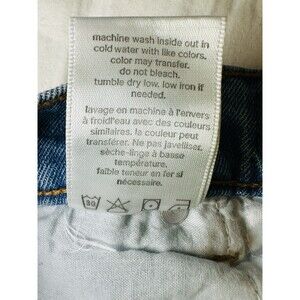 machine wash inside out in
cold water with like colors.
color may transfer.
do not bleach.
tumble dry low, low iron if
needed.
lavage en machine à l'envers
à froid/l'eau avec des couleurs
similaires. la couleur peut
transférer. Ne pas javelliser.
sèche-linge à basse
température.
faible teneur en fer si
nécessaire.
30